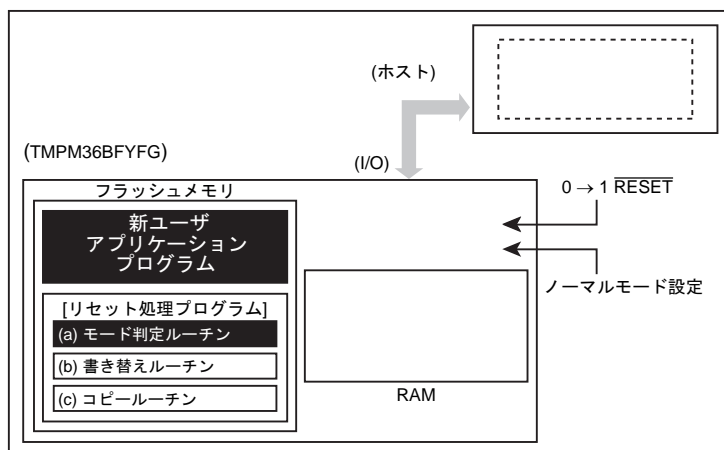 (ホスト)
(TMPM36BFYFG)
(I/O)
フラッシュメモリ
新ユーザ
アプリケーション
プログラム
[リセット処理プログラム]
(a) モード判定ルーチン
(b) 書き替えルーチン
(c) コピールーチン
0 → 1 RESET
ノーマルモード設定
RAM